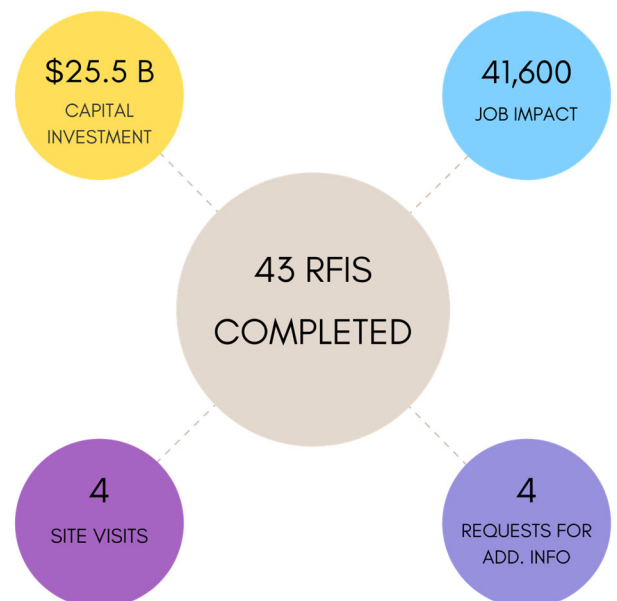 $25.5 B
CAPITAL
INVESTMENT
41,600
JOB IMPACT
43 RFIS
COMPLETED
4
SITE VISITS
4
REQUESTS FOR
ADD. INFO